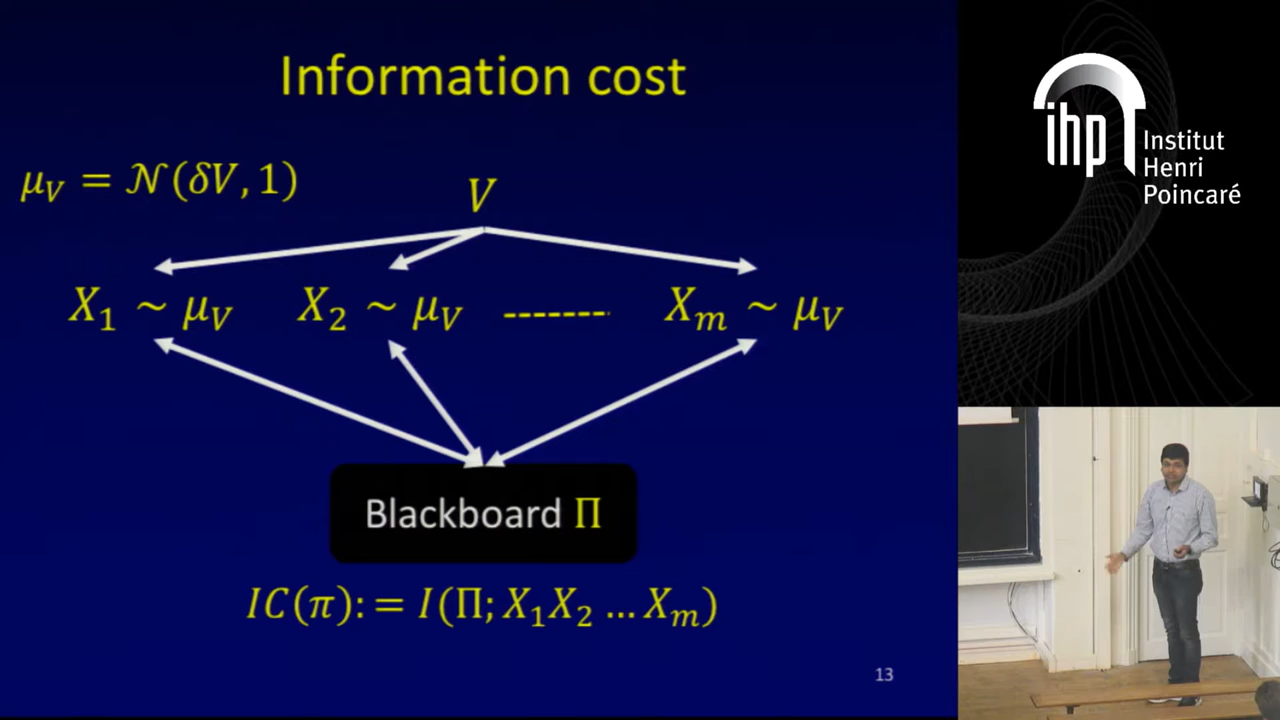 Information cost
μ_V = 𝒩(δV, 1)
V
X₁ ~ μ_V X₂ ~ μ_V ------- X_m ~ μ_V
Blackboard Π
IC(π): = I(Π; X₁X₂ … X_m)
13
ihp
Institut
Henri
Poincaré